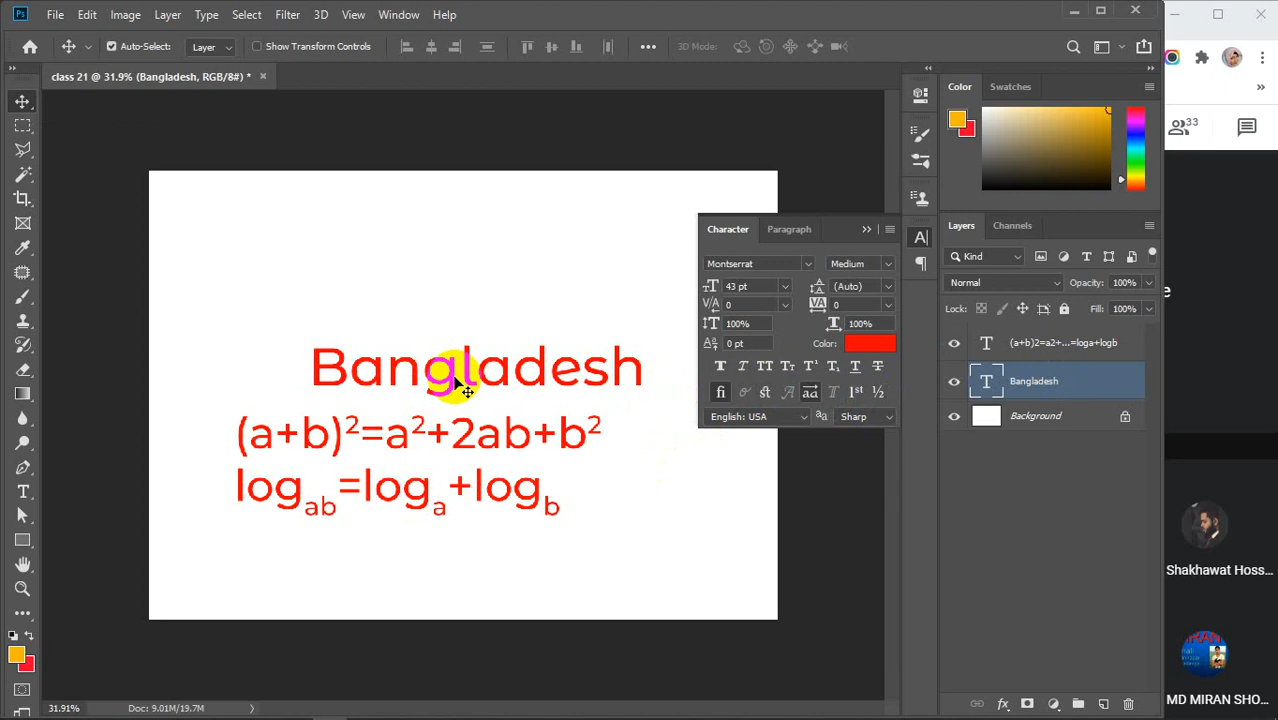 Ps File Edit Image Layer Type Select Filter 3D View Window Help
Auto-Select: Layer Show Transform Controls 3D Mode:
class 21 @ 31.9% (Bangladesh, RGB/8#) * ×
33
Color Swatches
Bangladesh
(a+b)²=a²+2ab+b²
logab=loga+logb
Character Paragraph
Montserrat Medium
43 pt (Auto)
0 0
100% 100%
0 pt Color:
English: USA Sharp
Layers Channels
Kind
Normal Opacity: 100%
Lock: Fill: 100%
(a+b)2=a2+...=loga+logb
Bangladesh
Background
Shakhawat Hoss...
MD MIRAN SHO...
31.91% Doc: 9.01M/19.7M